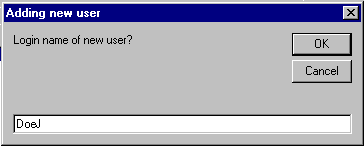 Adding new user
Login name of new user?
OK
Cancel
DoeJ